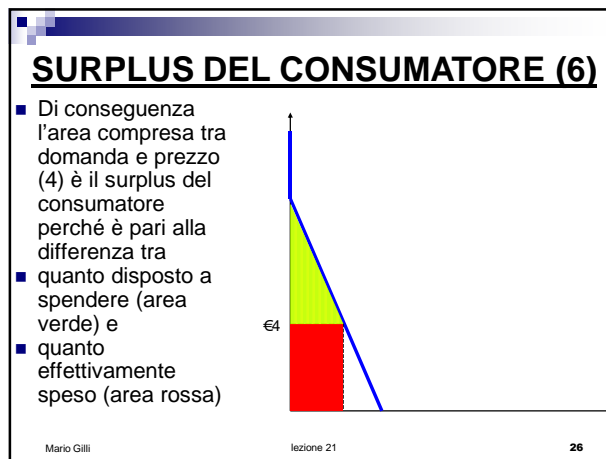 SURPLUS DEL CONSUMATORE (6)
Di conseguenza
l'area compresa tra
domanda e prezzo
(4) è il surplus del
consumatore
perché è pari alla
differenza tra
quanto disposto a
spendere (area
verde) e
quanto
effettivamente
speso (area rossa)
€4
Mario Gilli
lezione 21
26